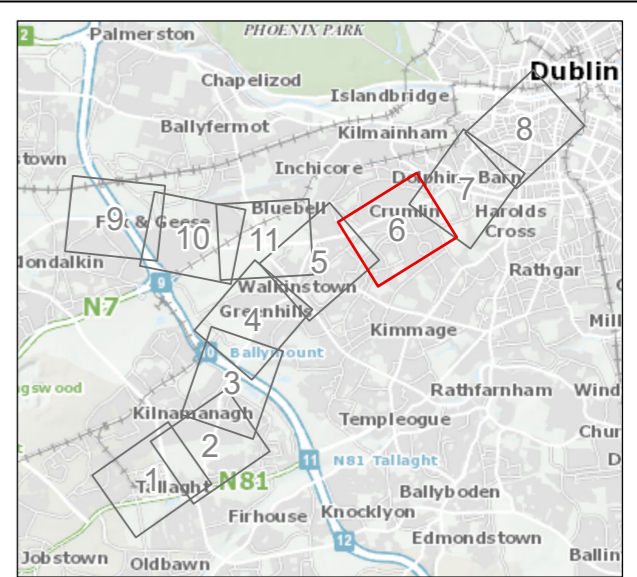 2
Palmerston
PHOENIX PARK
Dublin
Chapelizod
Islandbridge
Ballyfermot
Kilmainham
8
stown
Inchicore
Dolphin
Barn
7
Bluebell
Crumlin
Harolds
Cross
9
Fox & Geese
10
11
6
5
londalkin
Rathgar
Walkinstown
9
N7
Greenhills
4
Mill
Kimmage
10
Ballymount
3
gswood
Rathfarnham
Wind
Kilnamanagh
Templeogue
Chur
2
1
Tallaght
N81
11
N81 Tallaght
D
Ballyboden
Firhouse
Knocklyon
12
Edmondstown
Ballin
Jobstown
Oldbawn